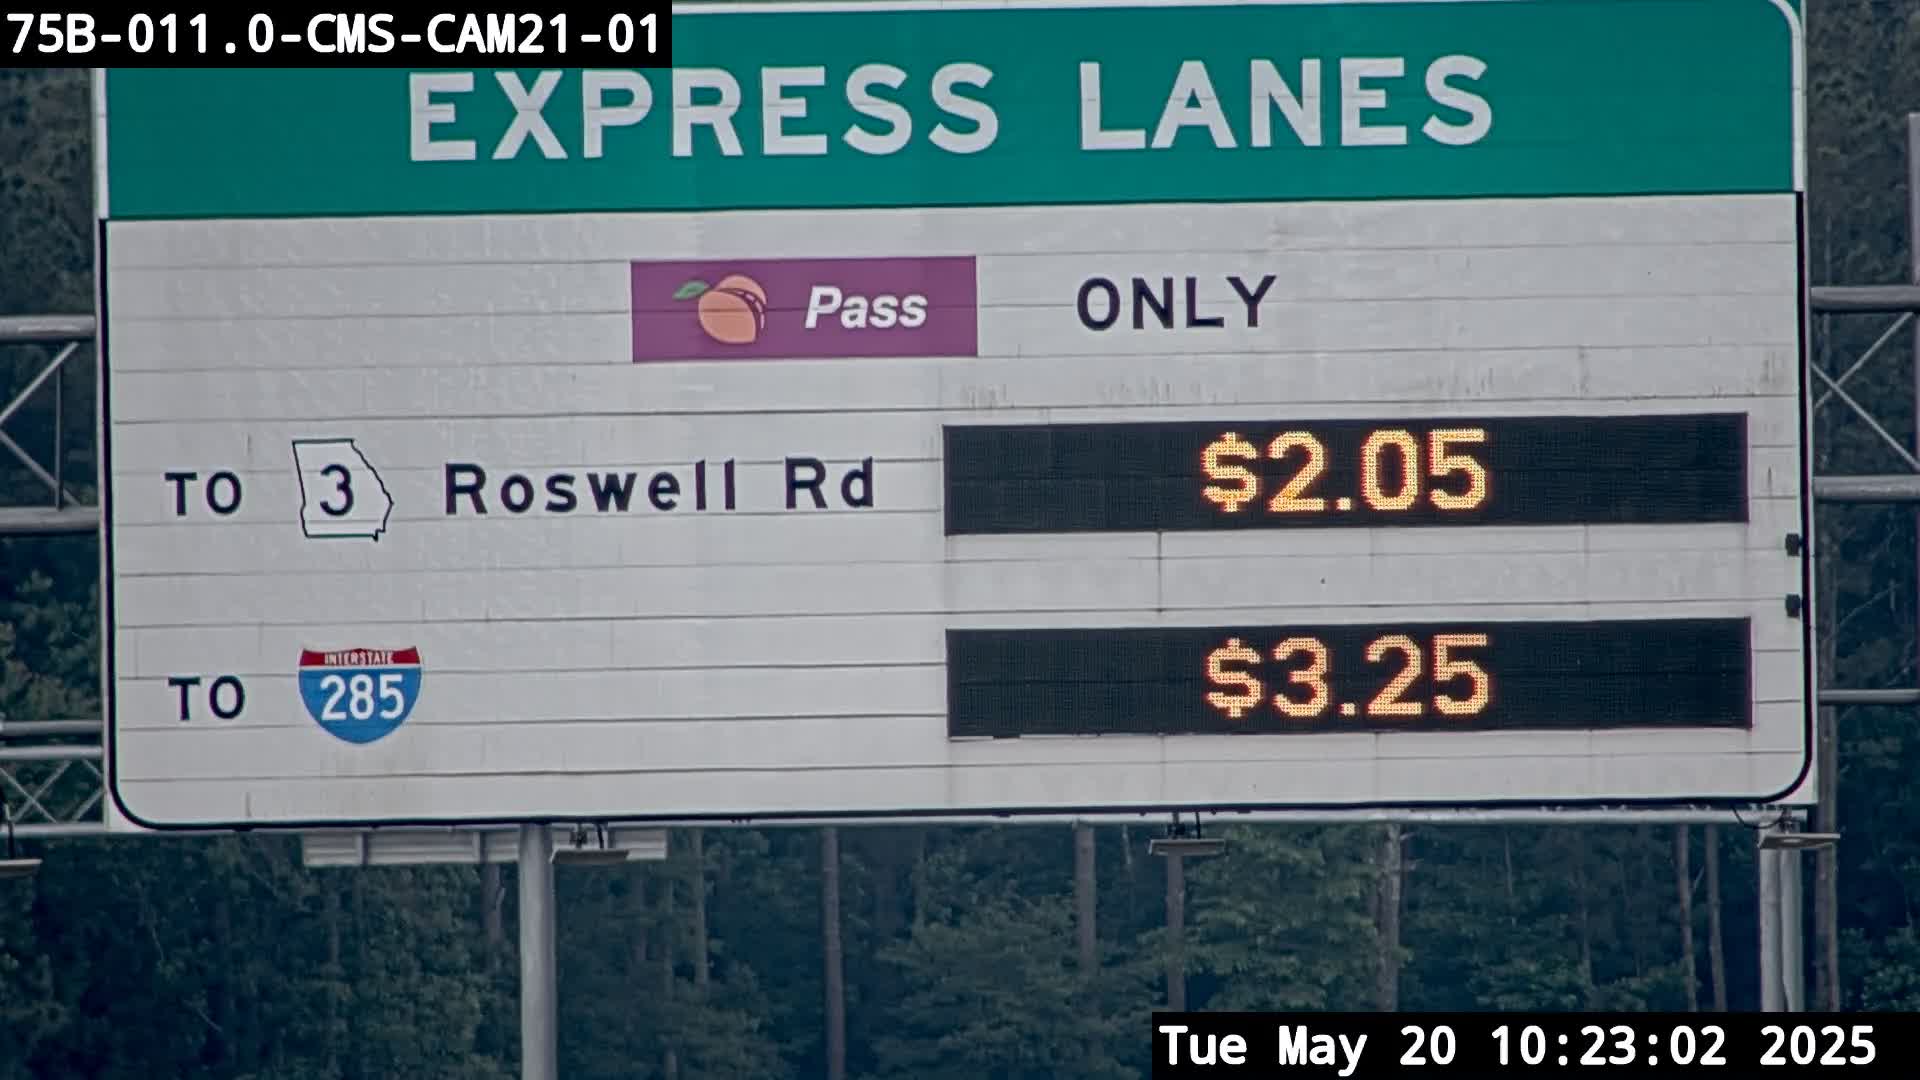 75B-011.0-CMS-CAM21-01
EXPRESS LANES
Pass ONLY
TO 3 Roswell Rd $2.05
INTERSTATE
TO 285 $3.25
Tue May 20 10:23:02 2025